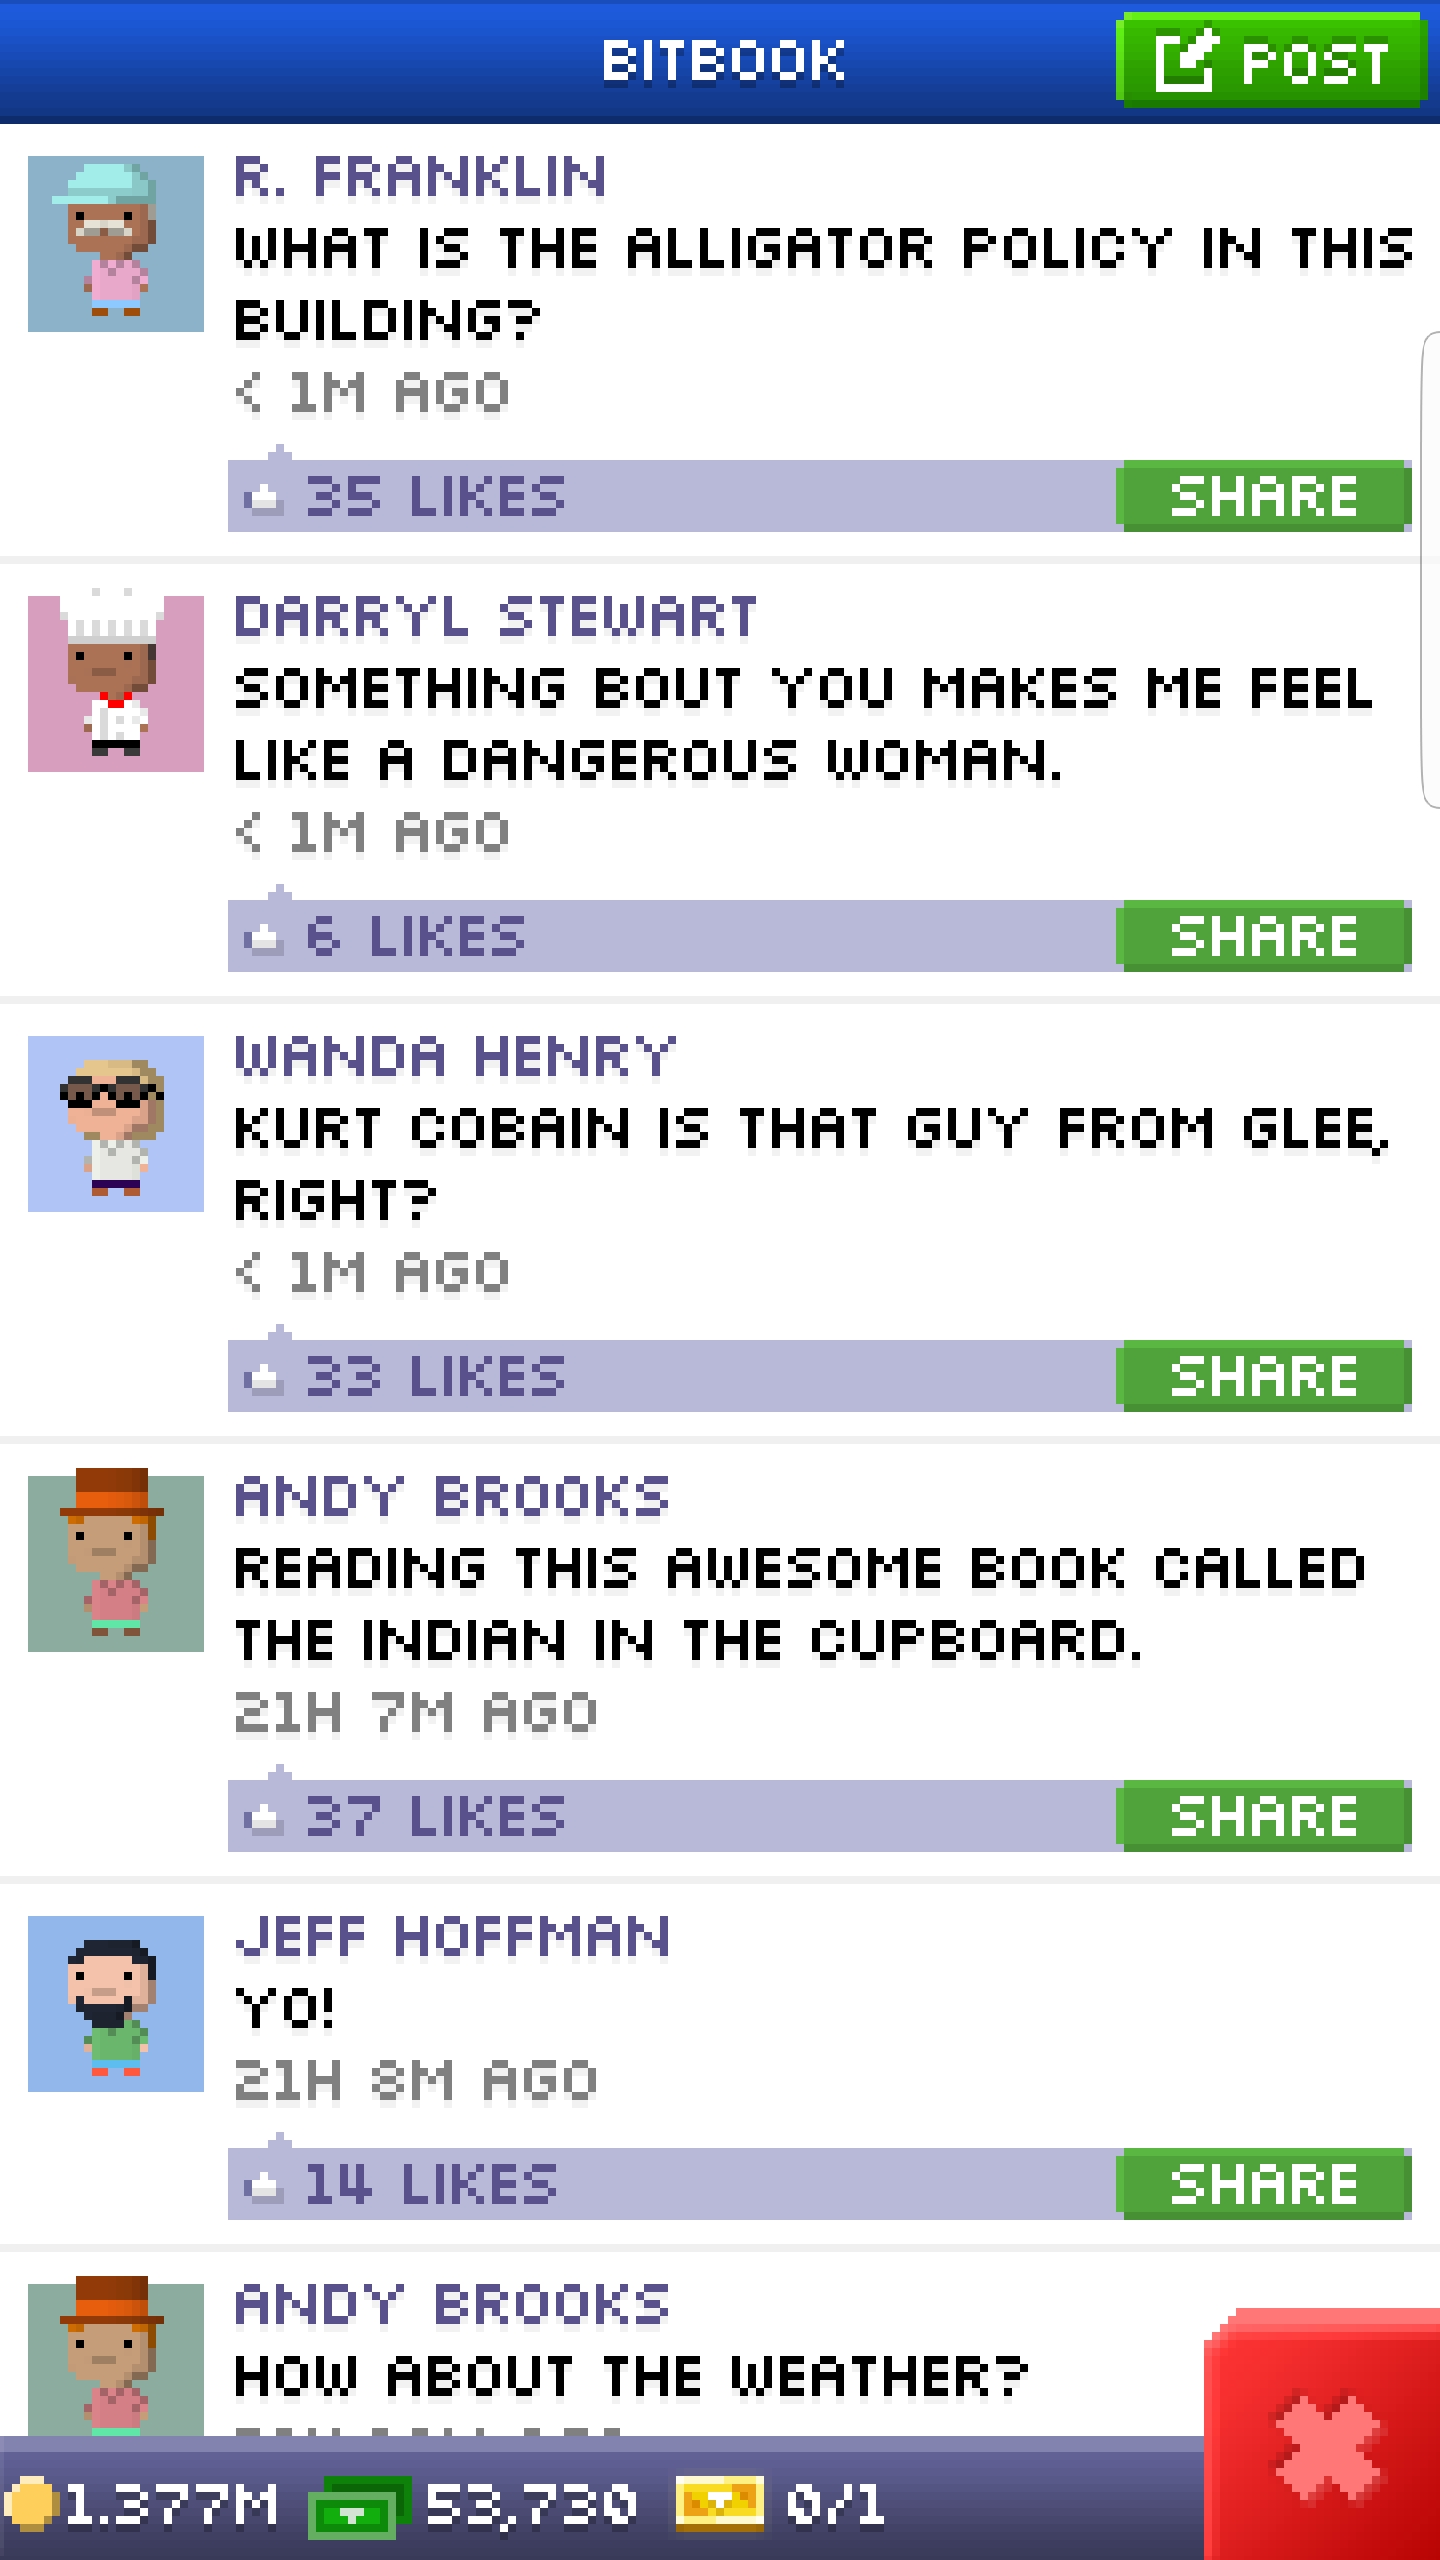 BITBOOK
POST
R. FRANKLIN
WHAT IS THE ALLIGATOR POLICY IN THIS
BUILDING?
< 1M AGO
35 LIKES
SHARE
DARRYL STEWART
SOMETHING BOUT YOU MAKES ME FEEL
LIKE A DANGEROUS WOMAN.
< 1M AGO
6 LIKES
SHARE
WANDA HENRY
KURT COBAIN IS THAT GUY FROM GLEE,
RIGHT?
< 1M AGO
33 LIKES
SHARE
ANDY BROOKS
READING THIS AWESOME BOOK CALLED
THE INDIAN IN THE CUPBOARD.
21H 7M AGO
37 LIKES
SHARE
JEFF HOFFMAN
YO!
21H 8M AGO
14 LIKES
SHARE
ANDY BROOKS
HOW ABOUT THE WEATHER?
1.377M
53,730
0/1